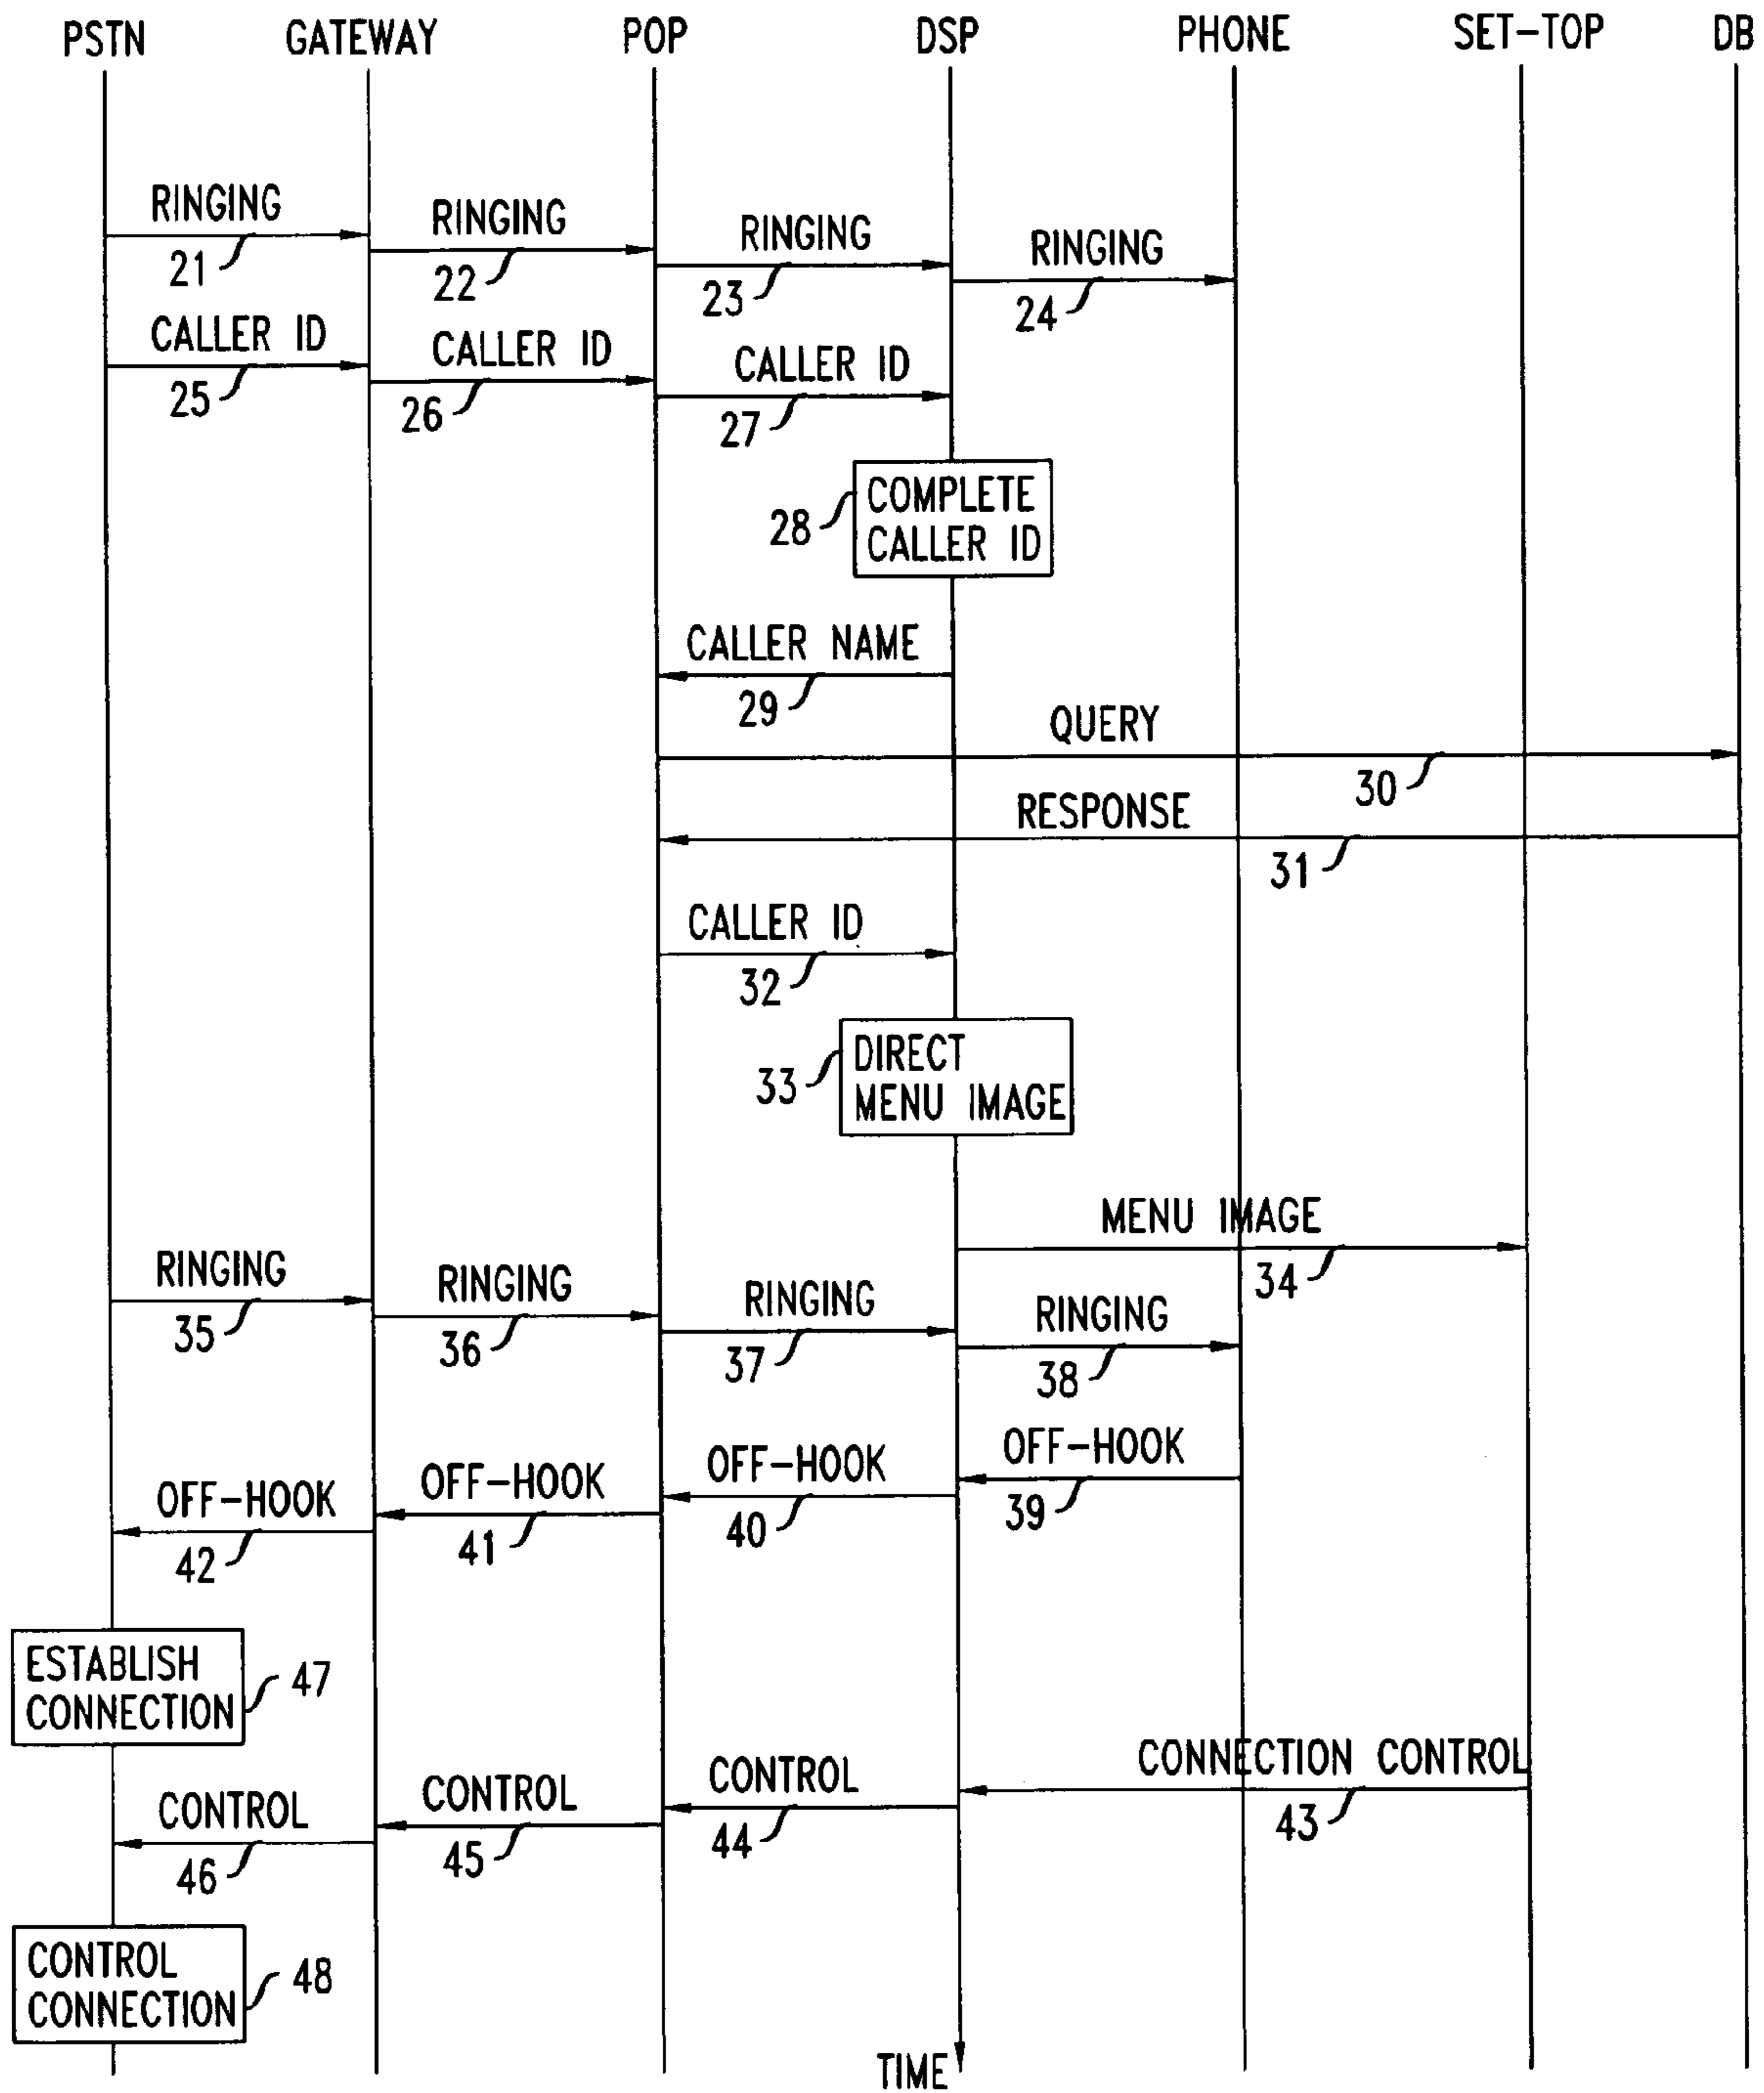 PSTN GATEWAY POP DSP PHONE SET-TOP DB
RINGING RINGING RINGING RINGING
21 22 23 24
CALLER ID CALLER ID CALLER ID
25 26 27
28 COMPLETE
CALLER ID
CALLER NAME
29
QUERY
30
RESPONSE
31
CALLER ID
32
33 DIRECT
MENU IMAGE
MENU IMAGE
34
RINGING RINGING RINGING RINGING
35 36 37 38
OFF-HOOK OFF-HOOK OFF-HOOK OFF-HOOK
42 41 40 39
ESTABLISH
CONNECTION 47
CONTROL CONTROL CONTROL CONNECTION CONTROL
46 45 44 43
CONTROL
CONNECTION 48
TIME